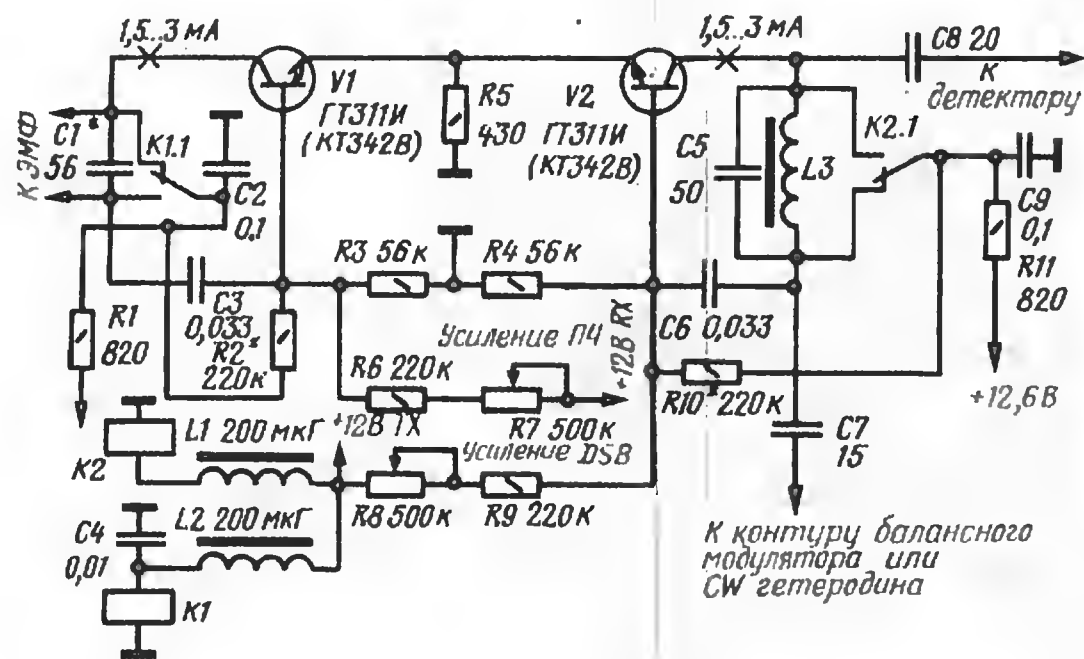 1,5...3 мА
1,5...3 мА
C8 20
К
детектору
V1
ГТ311И
(КТ342В)
R5
430
V2
ГТ311И
(КТ342В)
К ЭМФ
C1*
56
K1.1
C2
0,1
C5
50
L3
K2.1
C9
0,1
R11
820
+12,6В
R3 56к
R4 56к
C3
0,033
R1
820
R2*
220к
C6 0,033
Усиление ПЧ
+12В RX
R6 220к
R7 500к
R10* 220к
+12В TX
Усиление DSB
C7
15
K2
L1 200 мкГ
R8 500к
R9 220к
C4
0,01
L2 200 мкГ
K1
К контуру балансного
модулятора или
CW гетеродина